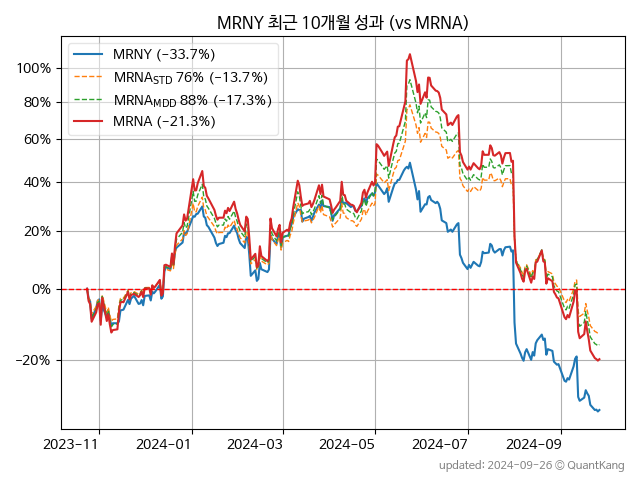 MRNY 최근 10개월 성과 (vs MRNA)
MRNY (−33.7%)
MRNA_STD 76% (−13.7%)
MRNA_MDD 88% (−17.3%)
MRNA (−21.3%)
100%
80%
60%
40%
20%
0%
−20%
2023-11 2024-01 2024-03 2024-05 2024-07 2024-09
updated: 2024-09-26 © QuantKang